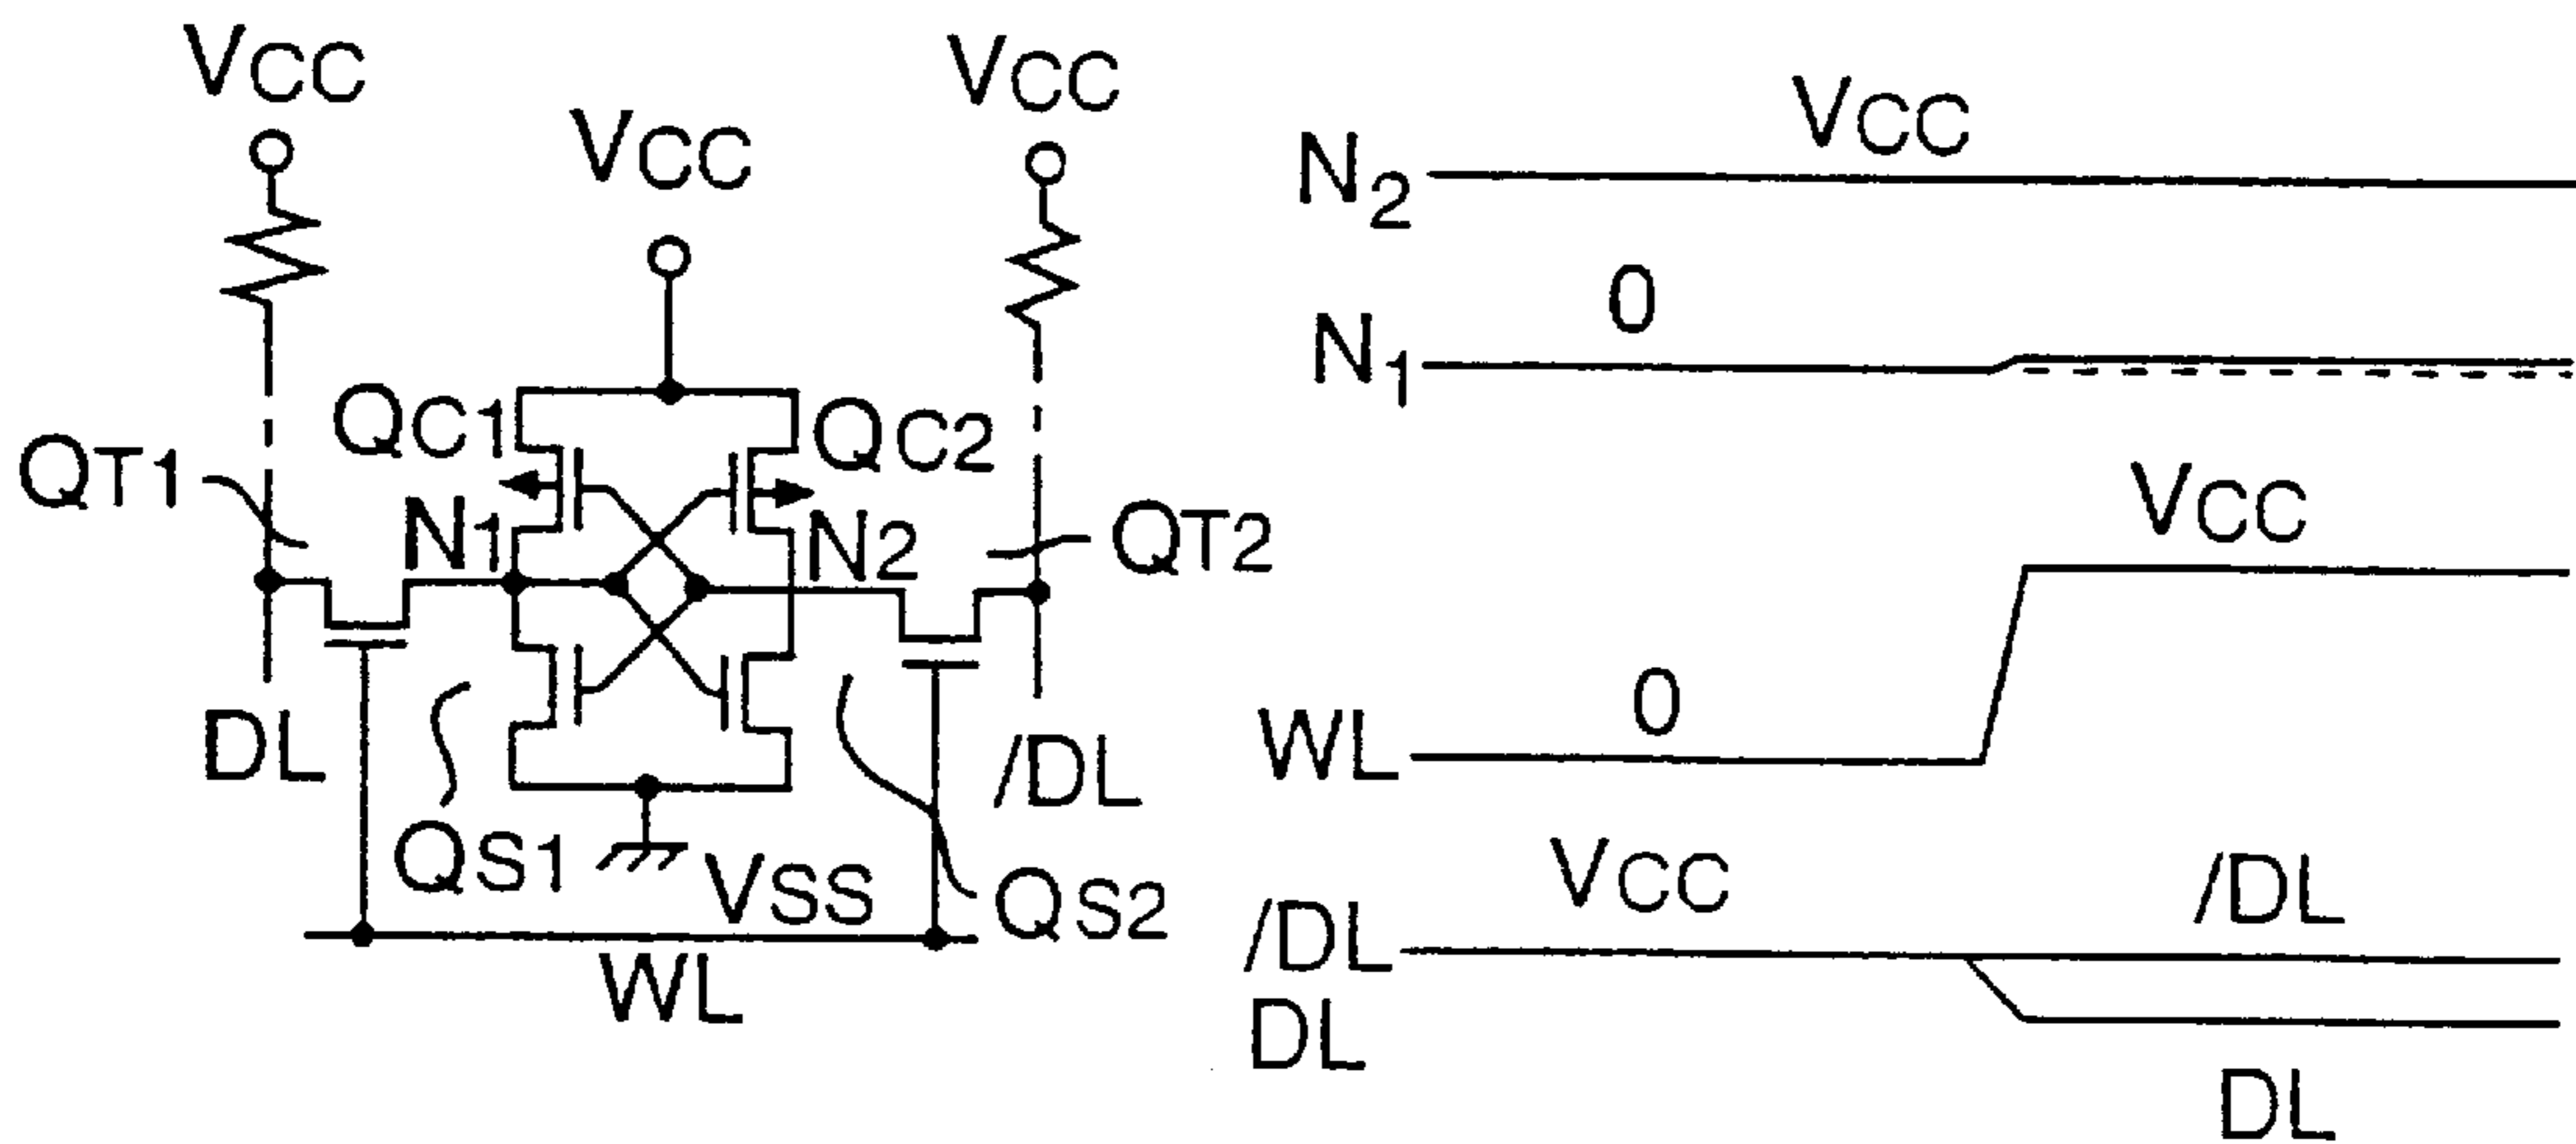 VCC
VCC
VCC
QC1
QC2
QT1
N1
N2
QT2
DL
/DL
QS1
VSS
QS2
WL
VCC
N2
0
N1
VCC
0
WL
VCC
/DL
/DL
DL
DL